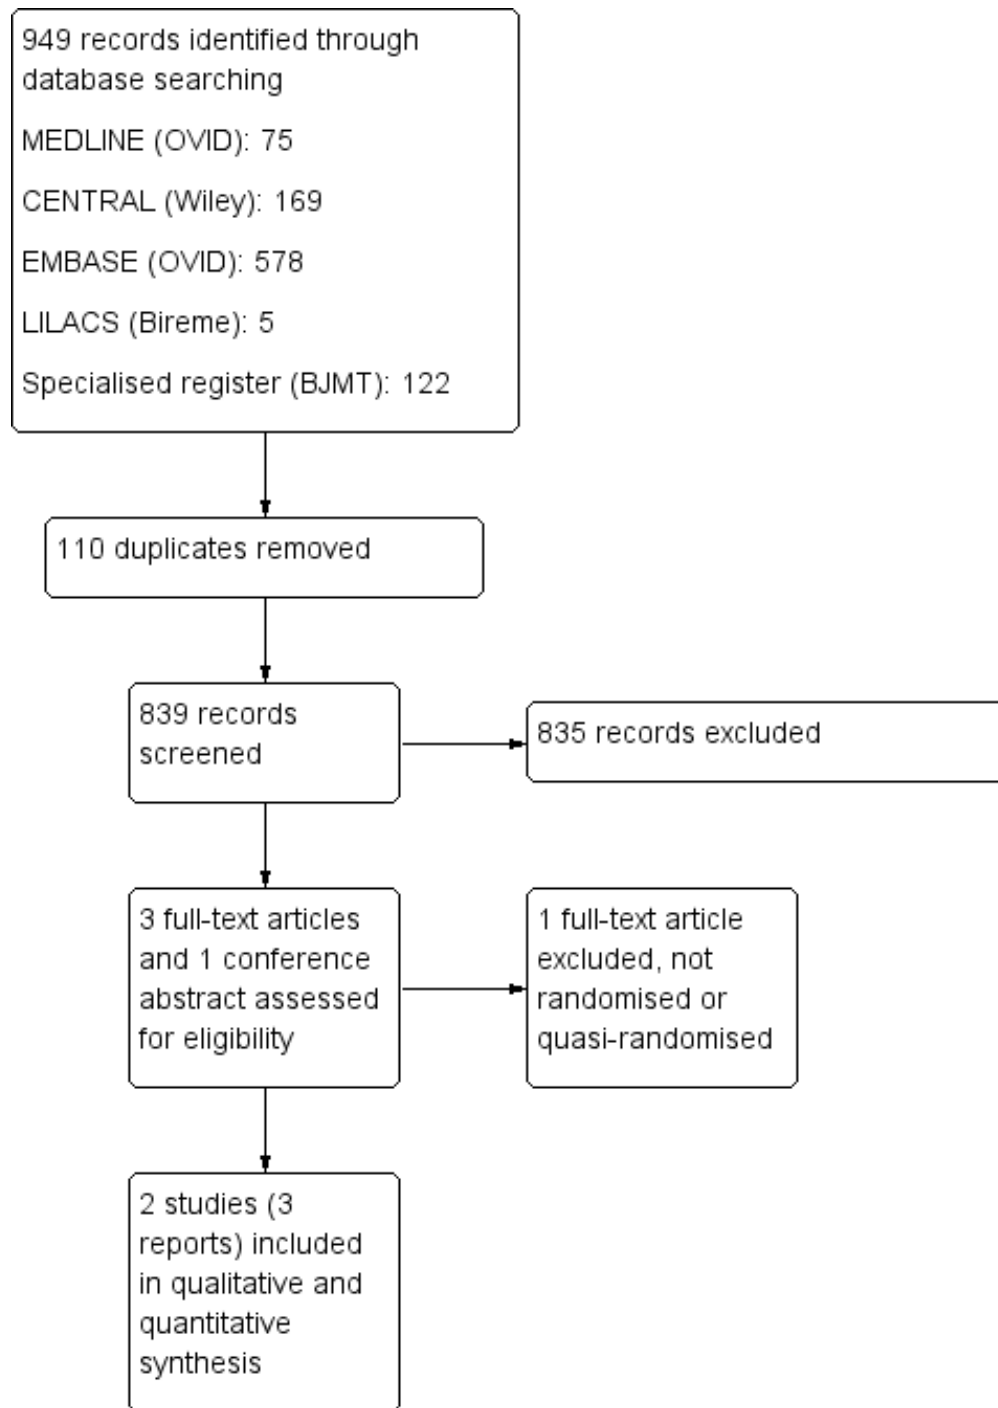 949 records identified through
database searching
MEDLINE (OVID): 75
CENTRAL (Wiley): 169
EMBASE (OVID): 578
LILACS (Bireme): 5
Specialised register (BJMT): 122
110 duplicates removed
839 records
screened
835 records excluded
3 full-text articles
and 1 conference
abstract assessed
for eligibility
1 full-text article
excluded, not
randomised or
quasi-randomised
2 studies (3
reports) included
in qualitative and
quantitative
synthesis